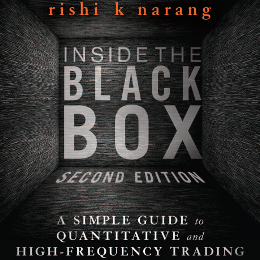 rishi k narang
INSIDE THE
BLACK
BOX
SECOND EDITION
A SIMPLE GUIDE to
QUANTITATIVE and
HIGH-FREQUENCY TRADING